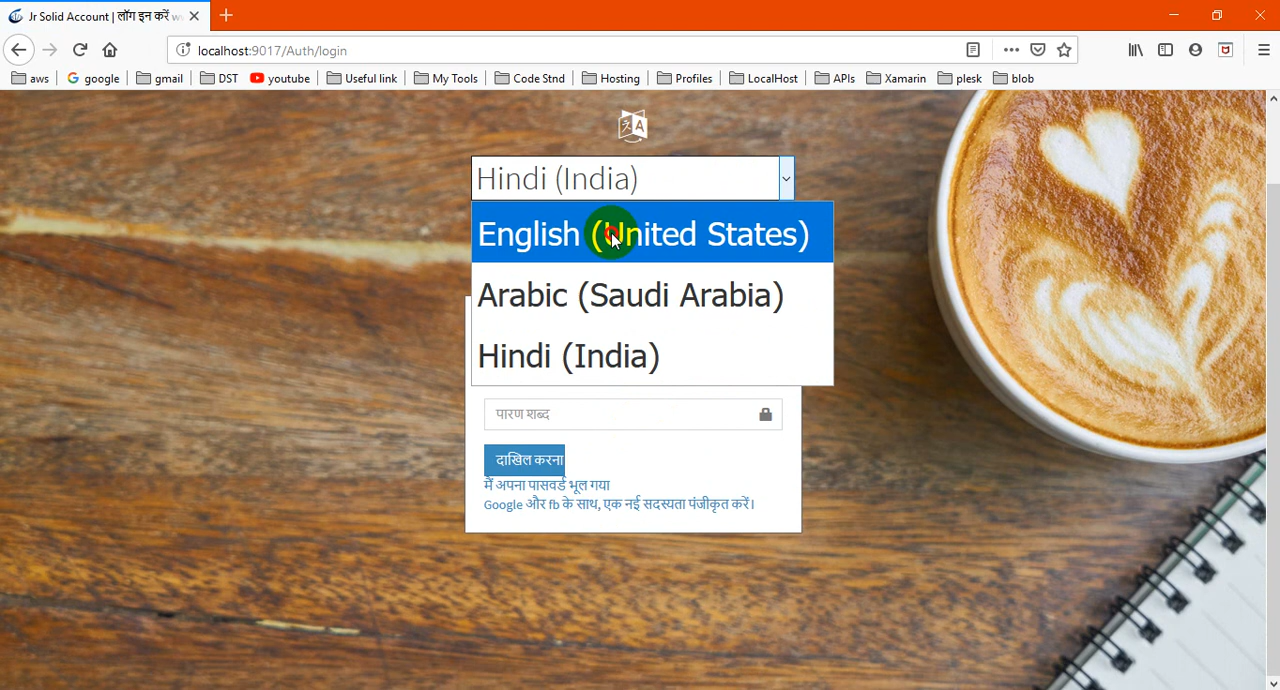 Jr Solid Account | लॉग इन करें
localhost:9017/Auth/login
aws google gmail DST youtube Useful link My Tools Code Stnd Hosting Profiles LocalHost APIs Xamarin plesk blob
Hindi (India)
English (United States)
Arabic (Saudi Arabia)
Hindi (India)
पारण शब्द
दाखिल करना
मैं अपना पासवर्ड भूल गया
Google और fb के साथ, एक नई सदस्यता पंजीकृत करें।